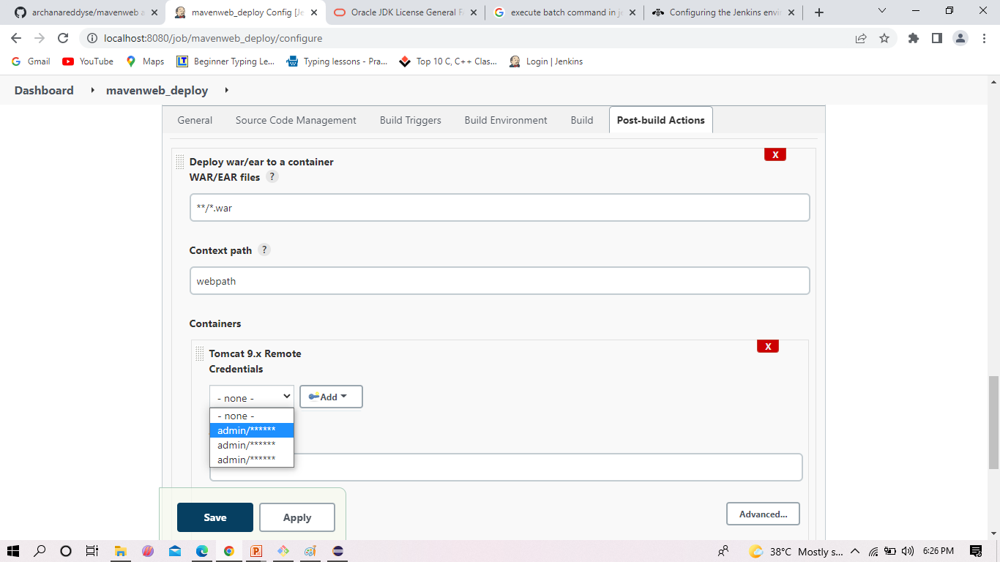 archanareddyse/mavenweb a
mavenweb_deploy Config [Je
Oracle JDK License General F
execute batch command in je
Configuring the Jenkins envi
localhost:8080/job/mavenweb_deploy/configure
Gmail
YouTube
Maps
Beginner Typing Le...
Typing lessons - Pra...
Top 10 C, C++ Clas...
Login | Jenkins
Dashboard
mavenweb_deploy
General
Source Code Management
Build Triggers
Build Environment
Build
Post-build Actions
Deploy war/ear to a container
X
WAR/EAR files ?
**/*.war
Context path ?
webpath
Containers
Tomcat 9.x Remote
X
Credentials
- none -
Add
- none -
admin/******
admin/******
admin/******
Save
Apply
Advanced...
38°C Mostly s...
6:26 PM